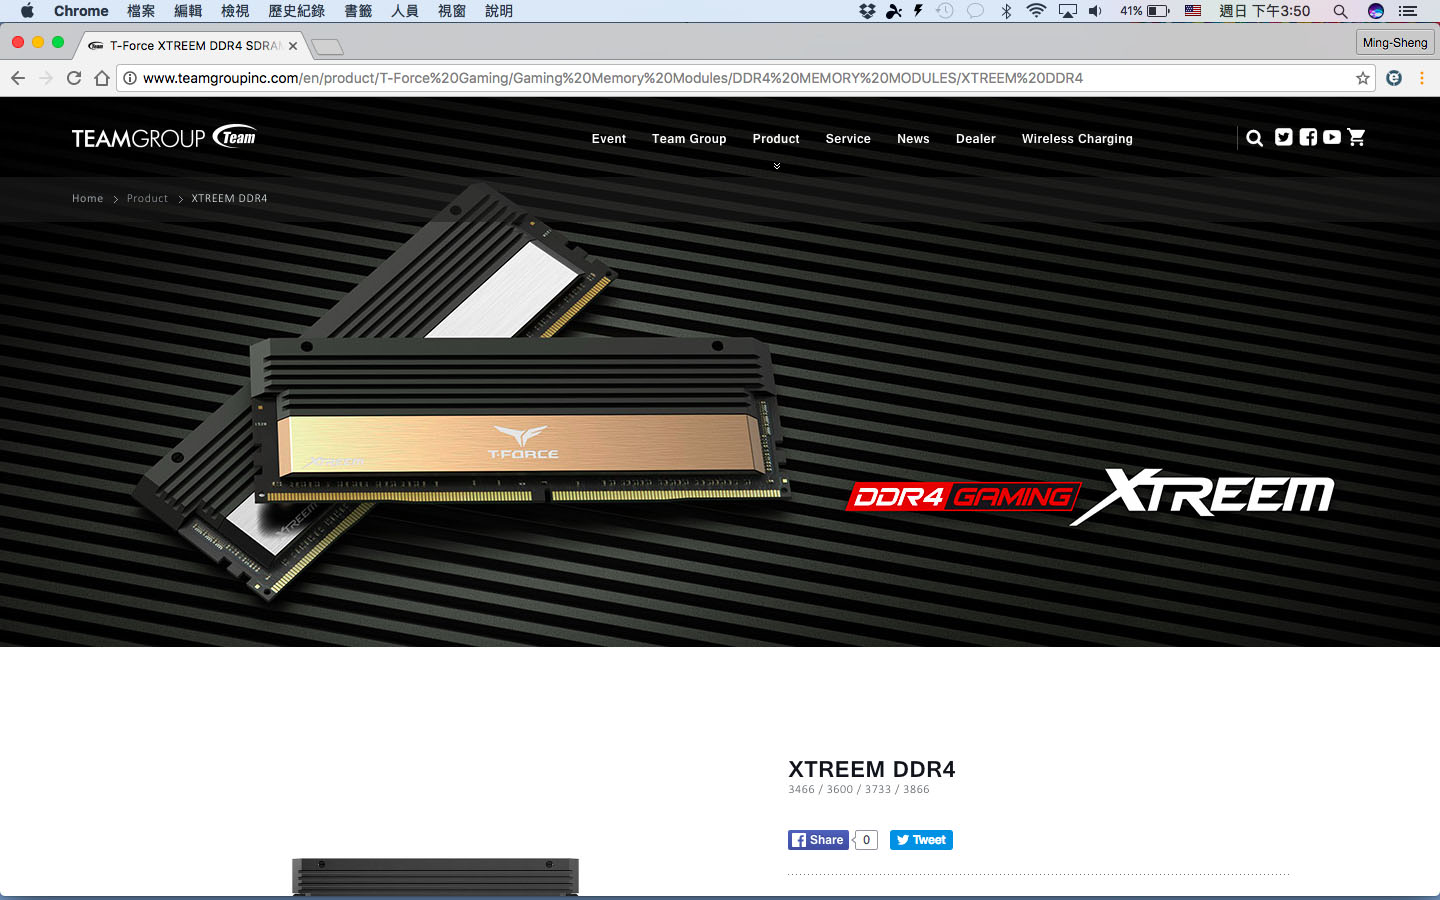 Chrome 檔案 編輯 檢視 歷史紀錄 書籤 人員 視窗 說明 41% 週日 下午3:50
T-Force XTREEM DDR4 SDRAM Ming-Sheng
www.teamgroupinc.com/en/product/T-Force%20Gaming/Gaming%20Memory%20Modules/DDR4%20MEMORY%20MODULES/XTREEM%20DDR4
TEAMGROUP Team Event Team Group Product Service News Dealer Wireless Charging
Home > Product > XTREEM DDR4
T-FORCE
XTREEM
XTREEM
DDR4 GAMING XTREEM
XTREEM DDR4
3466 / 3600 / 3733 / 3866
Share 0 Tweet